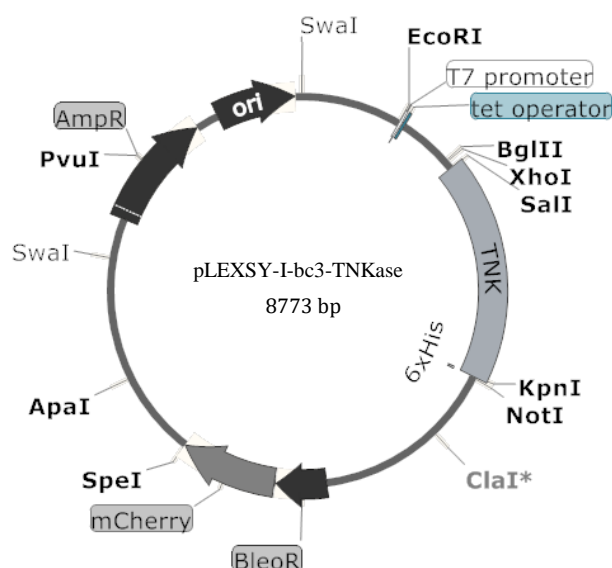 SwaI
EcoRI
T7 promoter
tet operator
BglII
XhoI
SalI
TNK
6xHis
KpnI
NotI
ClaI*
BleoR
mCherry
SpeI
ApaI
SwaI
PvuI
AmpR
ori
pLEXSY-I-bc3-TNKase
8773 bp